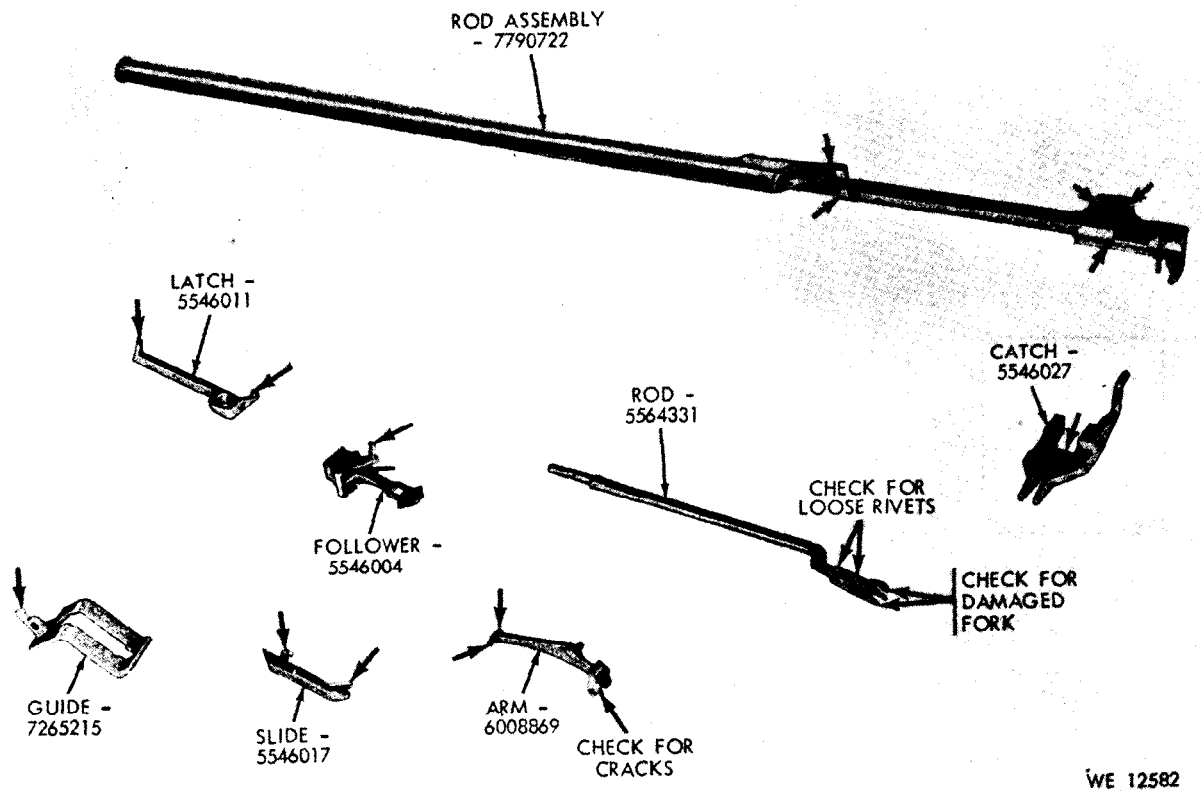 ROD ASSEMBLY
- 7790722
LATCH -
5546011
CATCH -
5546027
ROD -
5564331
CHECK FOR
LOOSE RIVETS
FOLLOWER -
5546004
CHECK FOR
DAMAGED
FORK
GUIDE -
7265215
SLIDE -
5546017
ARM -
6008869
CHECK FOR
CRACKS
WE 12582